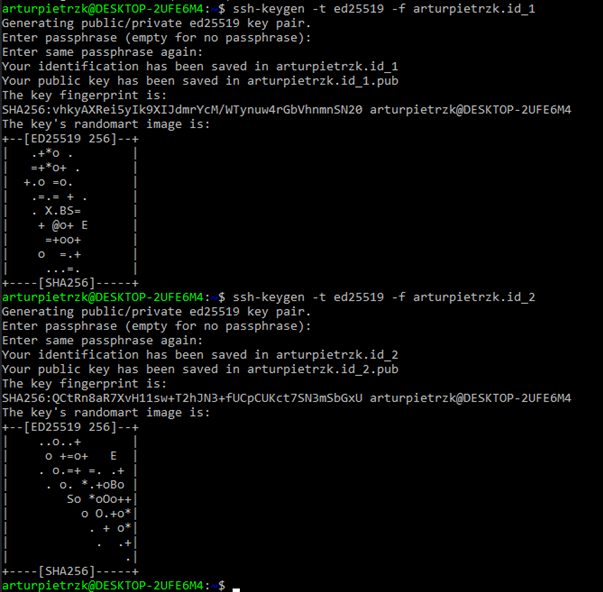 arturpietrzk@DESKTOP-2UFE6M4:~$ ssh-keygen -t ed25519 -f arturpietrzk.id_1
Generating public/private ed25519 key pair.
Enter passphrase (empty for no passphrase):
Enter same passphrase again:
Your identification has been saved in arturpietrzk.id_1
Your public key has been saved in arturpietrzk.id_1.pub
The key fingerprint is:
SHA256:vhkyAXRei5yIk9XIJdmrYcM/WTynuw4rGbVhnmnSN20 arturpietrzk@DESKTOP-2UFE6M4
The key's randomart image is:
+--[ED25519 256]--+
|   .+*o .        |
|   =+*o+ .       |
|  +.o =o.        |
|   .=.= + .      |
|   . X.BS=       |
|    + @o+ E      |
|     =+oo+       |
|    o  =.+       |
|     ...=.       |
+----[SHA256]-----+
arturpietrzk@DESKTOP-2UFE6M4:~$ ssh-keygen -t ed25519 -f arturpietrzk.id_2
Generating public/private ed25519 key pair.
Enter passphrase (empty for no passphrase):
Enter same passphrase again:
Your identification has been saved in arturpietrzk.id_2
Your public key has been saved in arturpietrzk.id_2.pub
The key fingerprint is:
SHA256:QCtRn8aR7XvH11sw+T2hJN3+fUCpCUKct7SN3mSbGxU arturpietrzk@DESKTOP-2UFE6M4
The key's randomart image is:
+--[ED25519 256]--+
|    ..o..+       |
|     o +=o+   E  |
|    . o.=+ =. .+ |
|     . o. *.+oBo |
|       So *oOo++|
|         o O.+o*|
|          . + o*|
|           .  .+|
|               .|
+----[SHA256]-----+
arturpietrzk@DESKTOP-2UFE6M4:~$